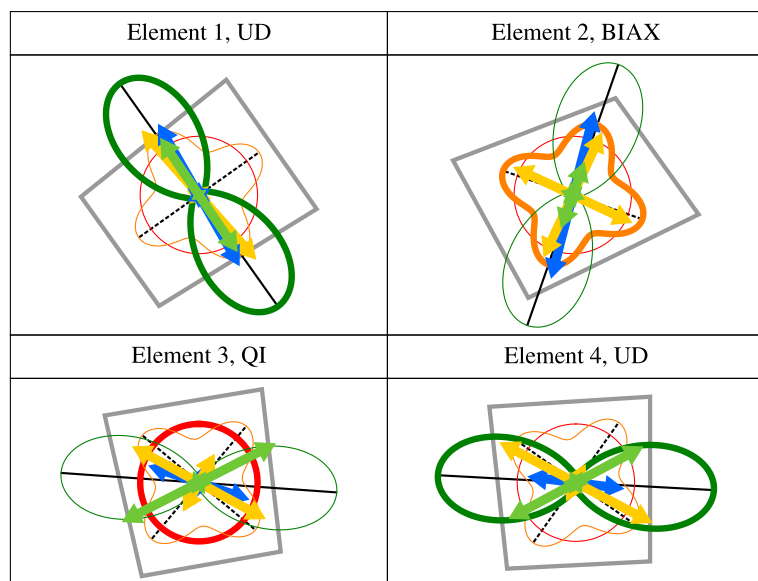 Element 1, UD
Element 2, BIAX
Element 3, QI
Element 4, UD